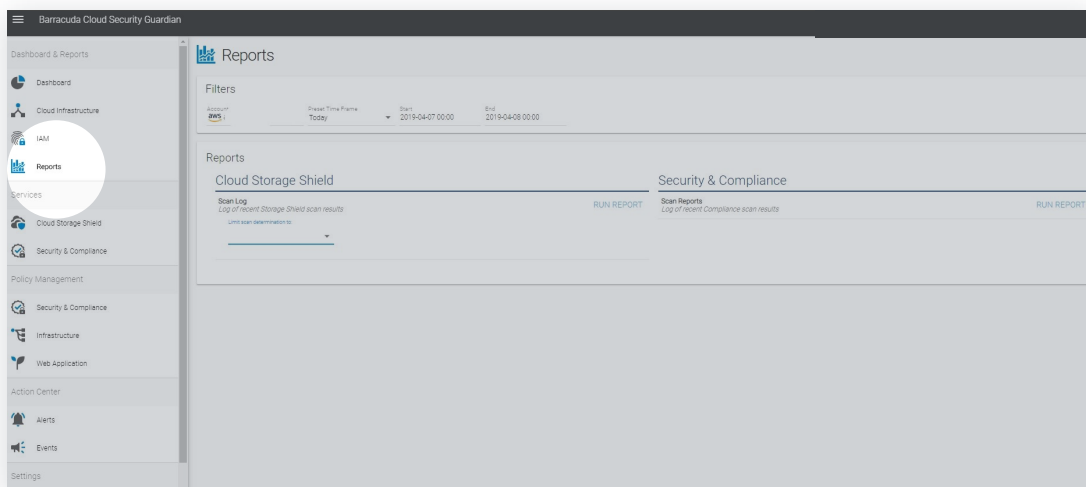 Barracuda Cloud Security Guardian
Dashboard & Reports
Dashboard
Cloud Infrastructure
IAM
Reports
Services
Cloud Storage Shield
Security & Compliance
Policy Management
Security & Compliance
Infrastructure
Web Application
Action Center
Alerts
Events
Settings
Reports
Filters
Account
aws
Preset Time Frame
Today
Start
2019-04-07 00:00
End
2019-04-08 00:00
Reports
Cloud Storage Shield
Scan Log
Log of recent Storage Shield scan results
RUN REPORT
Limit scan determination to:
Security & Compliance
Scan Reports
Log of recent Compliance scan results
RUN REPORT